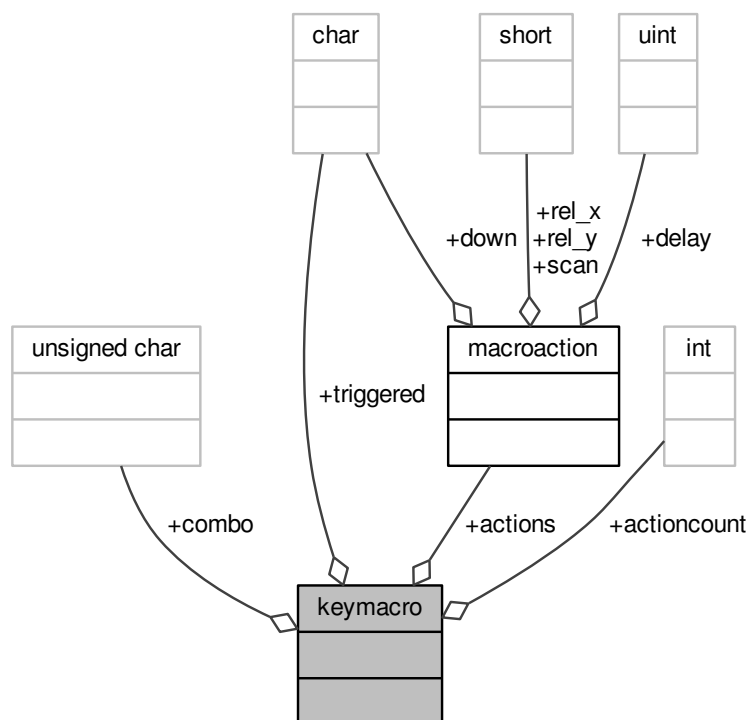 char
short
uint
+rel_x
+down
+rel_y
+delay
+scan
unsigned char
macroaction
int
+triggered
+combo
+actions
+actioncount
keymacro